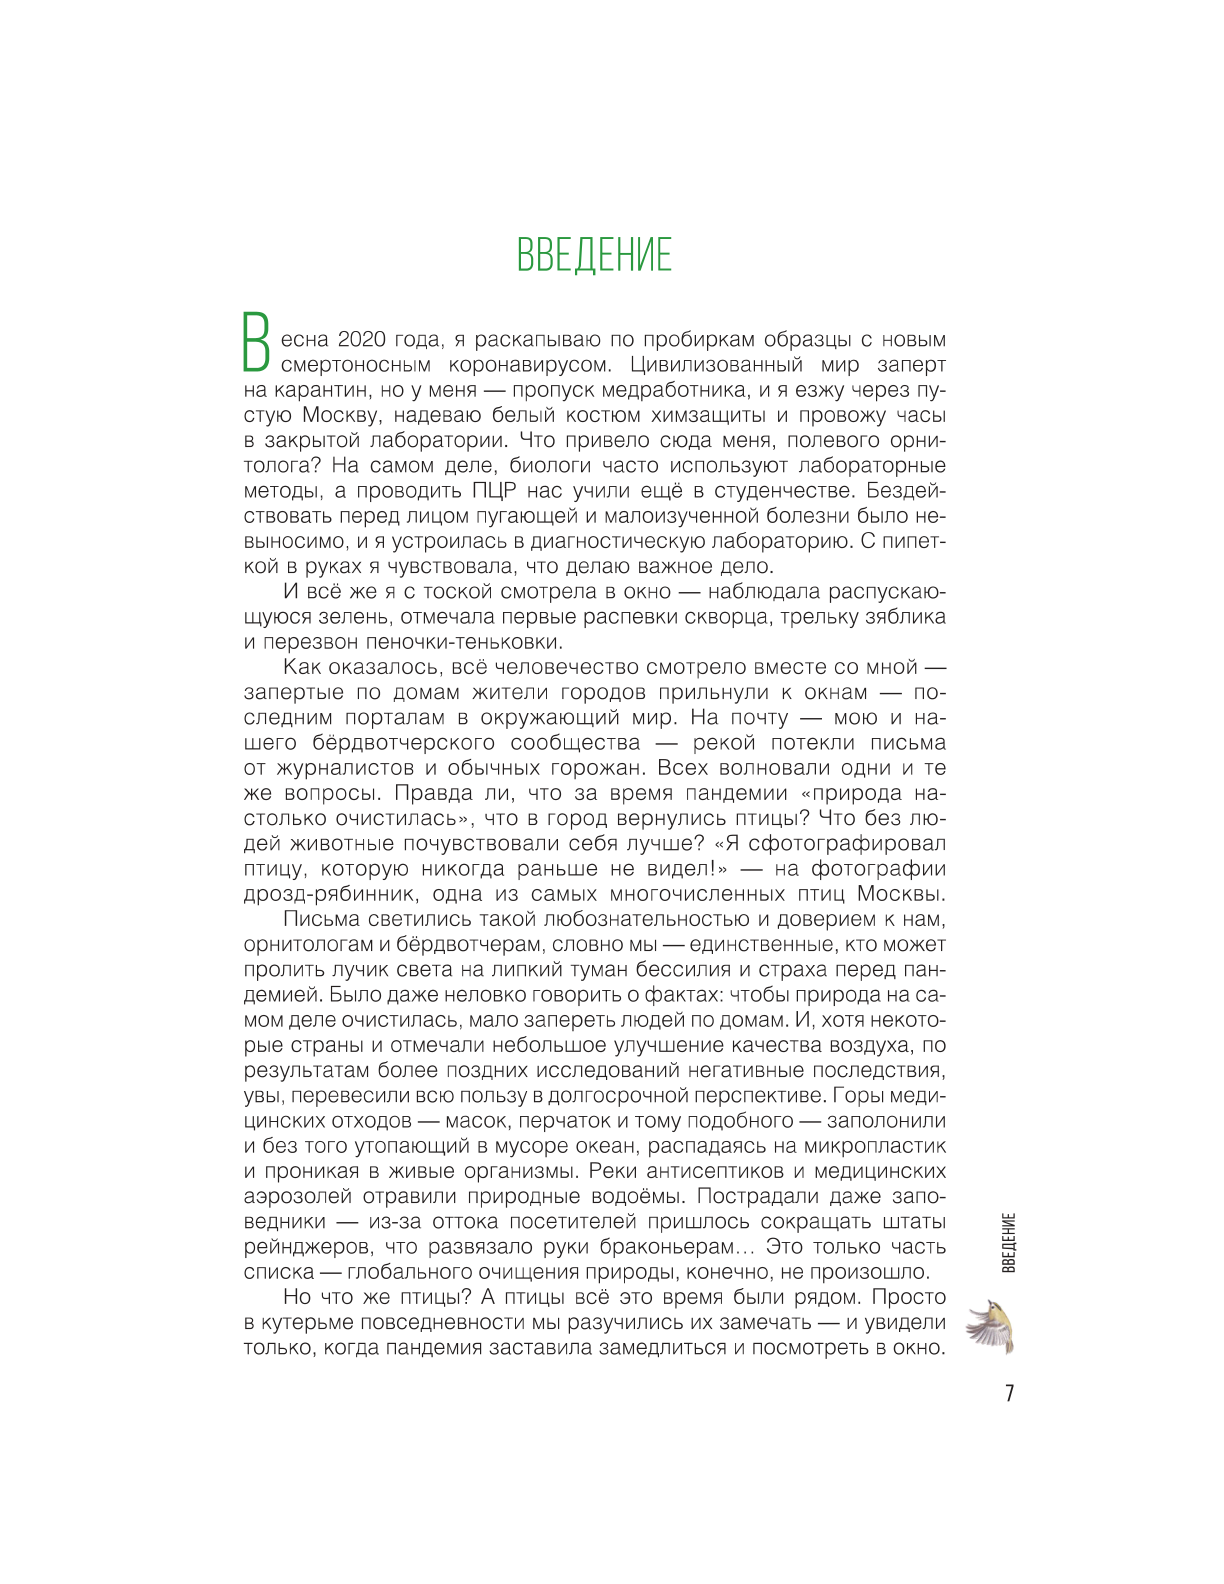 ВВЕДЕНИЕ
Весна 2020 года, я раскапываю по пробиркам образцы с новым
смертоносным коронавирусом. Цивилизованный мир заперт
на карантин, но у меня — пропуск медработника, и я езжу через пу-
стую Москву, надеваю белый костюм химзащиты и провожу часы
в закрытой лаборатории. Что привело сюда меня, полевого орни-
толога? На самом деле, биологи часто используют лабораторные
методы, а проводить ПЦР нас учили ещё в студенчестве. Бездей-
ствовать перед лицом пугающей и малоизученной болезни было не-
выносимо, и я устроилась в диагностическую лабораторию. С пипет-
кой в руках я чувствовала, что делаю важное дело.
И всё же я с тоской смотрела в окно — наблюдала распускаю-
щуюся зелень, отмечала первые распевки скворца, трельку зяблика
и перезвон пеночки-теньковки.
Как оказалось, всё человечество смотрело вместе со мной —
запертые по домам жители городов прильнули к окнам — по-
следним порталам в окружающий мир. На почту — мою и на-
шего бёрдвотчерского сообщества — рекой потекли письма
от журналистов и обычных горожан. Всех волновали одни и те
же вопросы. Правда ли, что за время пандемии «природа на-
столько очистилась», что в город вернулись птицы? Что без лю-
дей животные почувствовали себя лучше? «Я сфотографировал
птицу, которую никогда раньше не видел!» — на фотографии
дрозд-рябинник, одна из самых многочисленных птиц Москвы.
Письма светились такой любознательностью и доверием к нам,
орнитологам и бёрдвотчерам, словно мы — единственные, кто может
пролить лучик света на липкий туман бессилия и страха перед пан-
демией. Было даже неловко говорить о фактах: чтобы природа на са-
мом деле очистилась, мало запереть людей по домам. И, хотя некото-
рые страны и отмечали небольшое улучшение качества воздуха, по
результатам более поздних исследований негативные последствия,
увы, перевесили всю пользу в долгосрочной перспективе. Горы меди-
цинских отходов — масок, перчаток и тому подобного — заполонили
и без того утопающий в мусоре океан, распадаясь на микропластик
и проникая в живые организмы. Реки антисептиков и медицинских
аэрозолей отравили природные водоёмы. Пострадали даже запо-
ведники — из-за оттока посетителей пришлось сокращать штаты
рейнджеров, что развязало руки браконьерам… Это только часть
списка — глобального очищения природы, конечно, не произошло.
Но что же птицы? А птицы всё это время были рядом. Просто
в кутерьме повседневности мы разучились их замечать — и увидели
только, когда пандемия заставила замедлиться и посмотреть в окно.
ВВЕДЕНИЕ
7